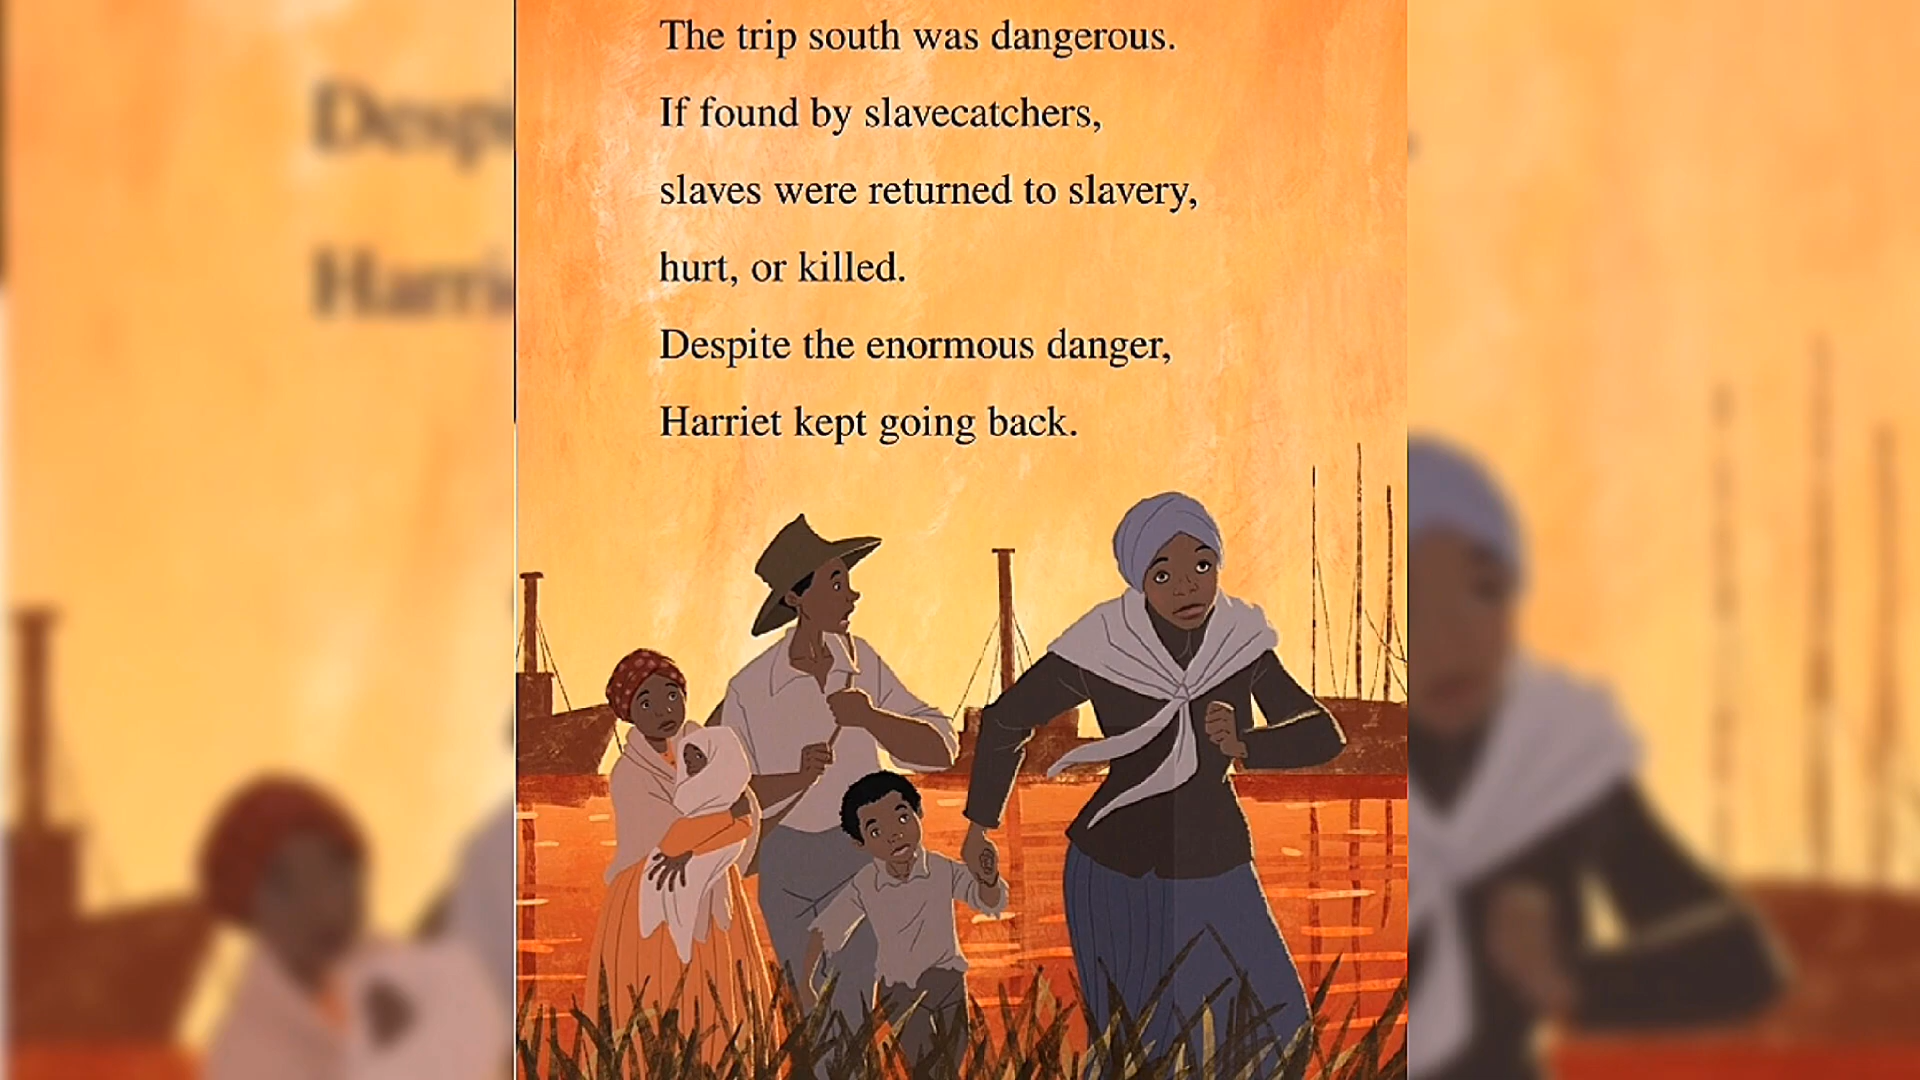 The trip south was dangerous.
If found by slavecatchers,
slaves were returned to slavery,
hurt, or killed.
Despite the enormous danger,
Harriet kept going back.